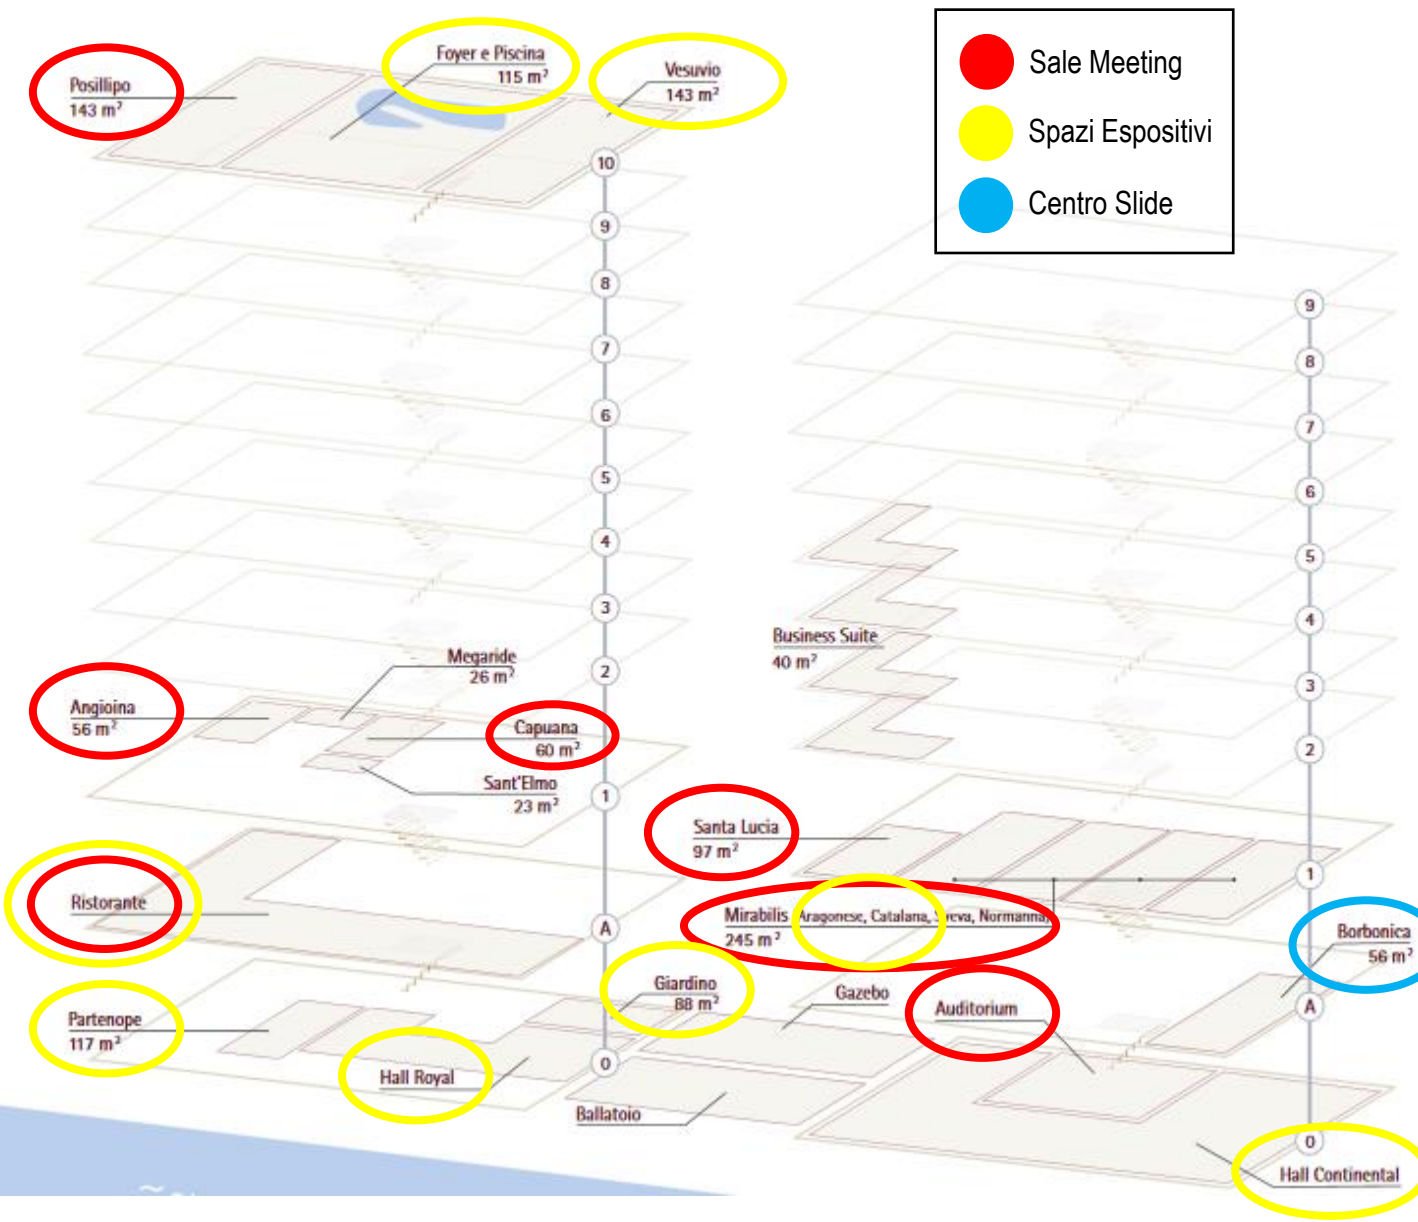 Sale Meeting
Spazi Espositivi
Centro Slide
Posillipo
143 m²
Foyer e Piscina
115 m²
Vesuvio
143 m²
10
9
8
7
6
5
4
3
2
1
A
0
9
8
7
6
5
4
3
2
1
A
0
Business Suite
40 m²
Megaride
26 m²
Angioina
56 m²
Capuana
60 m²
Sant'Elmo
23 m²
Santa Lucia
97 m²
Ristorante
Mirabilis (Aragonese, Catalana, Sveva, Normanna)
245 m²
Borbonica
56 m²
Giardino
88 m²
Gazebo
Auditorium
Partenope
117 m²
Hall Royal
Ballatoio
Hall Continental